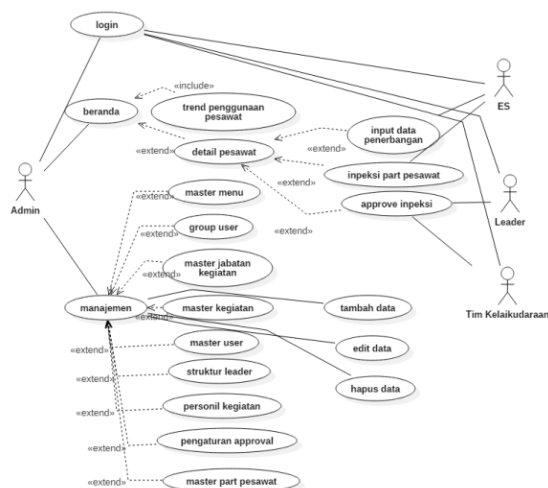 login
«include»
beranda
trend penggunaan
pesawat
ES
«extend»
detail pesawat
input data
penerbangan
«extend»
inpeksi part pesawat
Admin
master menu
«extend»
approve inpeksi
«extend»
Leader
group user
«extend»
«extend»
master jabatan
kegiatan
«extend»
Tim Kelaikudaraan
manajemen
master kegiatan
«extend»
tambah data
master user
«extend»
edit data
struktur leader
«extend»
hapus data
personil kegiatan
«extend»
pengaturan approval
«extend»
master part pesawat
«extend»